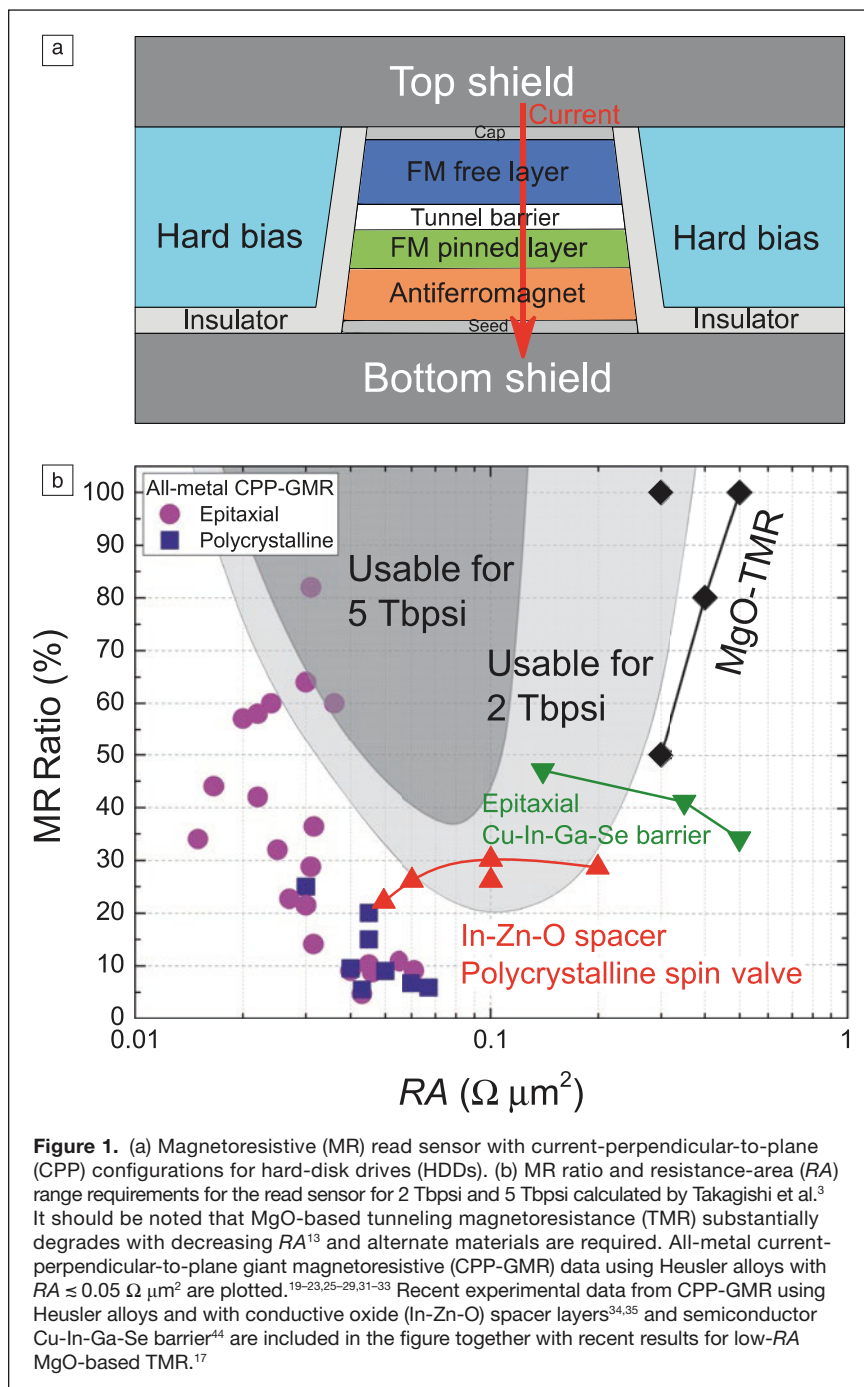 a
Top shield
Current
Cap
FM free layer
Tunnel barrier
FM pinned layer
Antiferromagnet
Seed
Hard bias
Hard bias
Insulator
Insulator
Bottom shield
b
All-metal CPP-GMR
Epitaxial
Polycrystalline
Usable for
5 Tbpsi
Usable for
2 Tbpsi
MgO-TMR
Epitaxial
Cu-In-Ga-Se barrier
In-Zn-O spacer
Polycrystalline spin valve
MR Ratio (%)
100
90
80
70
60
50
40
30
20
10
0
0.01
0.1
1
RA (Ω μm²)
Figure 1. (a) Magnetoresistive (MR) read sensor with current-perpendicular-to-plane
(CPP) configurations for hard-disk drives (HDDs). (b) MR ratio and resistance-area (RA)
range requirements for the read sensor for 2 Tbpsi and 5 Tbpsi calculated by Takagishi et al.³
It should be noted that MgO-based tunneling magnetoresistance (TMR) substantially
degrades with decreasing RA¹³ and alternate materials are required. All-metal current-
perpendicular-to-plane giant magnetoresistive (CPP-GMR) data using Heusler alloys with
RA ≲ 0.05 Ω μm² are plotted.¹⁹⁻²³,²⁵⁻²⁹,³¹⁻³³ Recent experimental data from CPP-GMR using
Heusler alloys and with conductive oxide (In-Zn-O) spacer layers³⁴,³⁵ and semiconductor
Cu-In-Ga-Se barrier⁴⁴ are included in the figure together with recent results for low-RA
MgO-based TMR.¹⁷